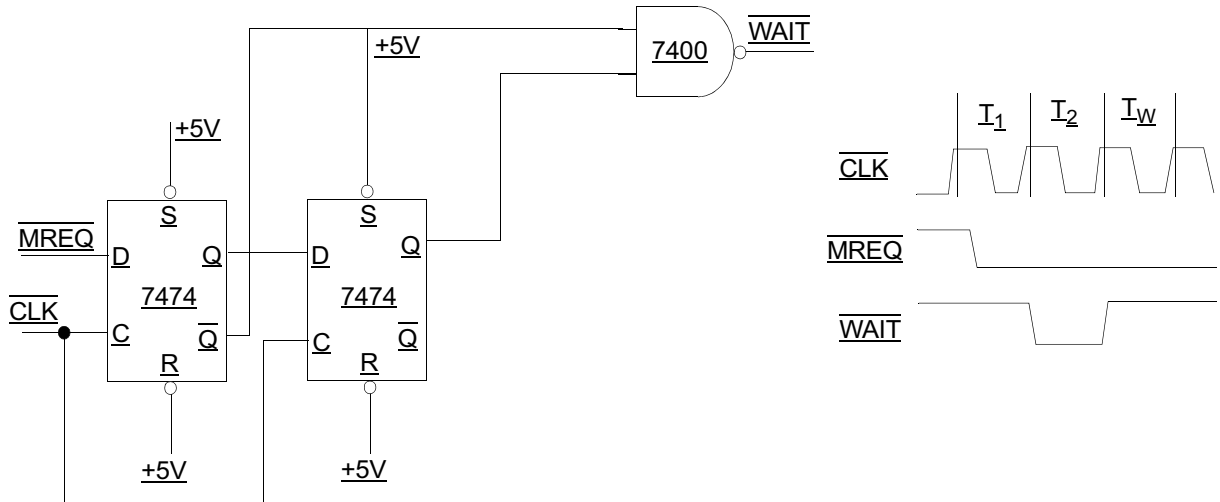 WAIT
7400
+5V
+5V
S
S
MREQ
D
Q
D
Q
7474
7474
CLK
C
Q
C
Q
R
R
+5V
+5V
T1
T2
TW
CLK
MREQ
WAIT